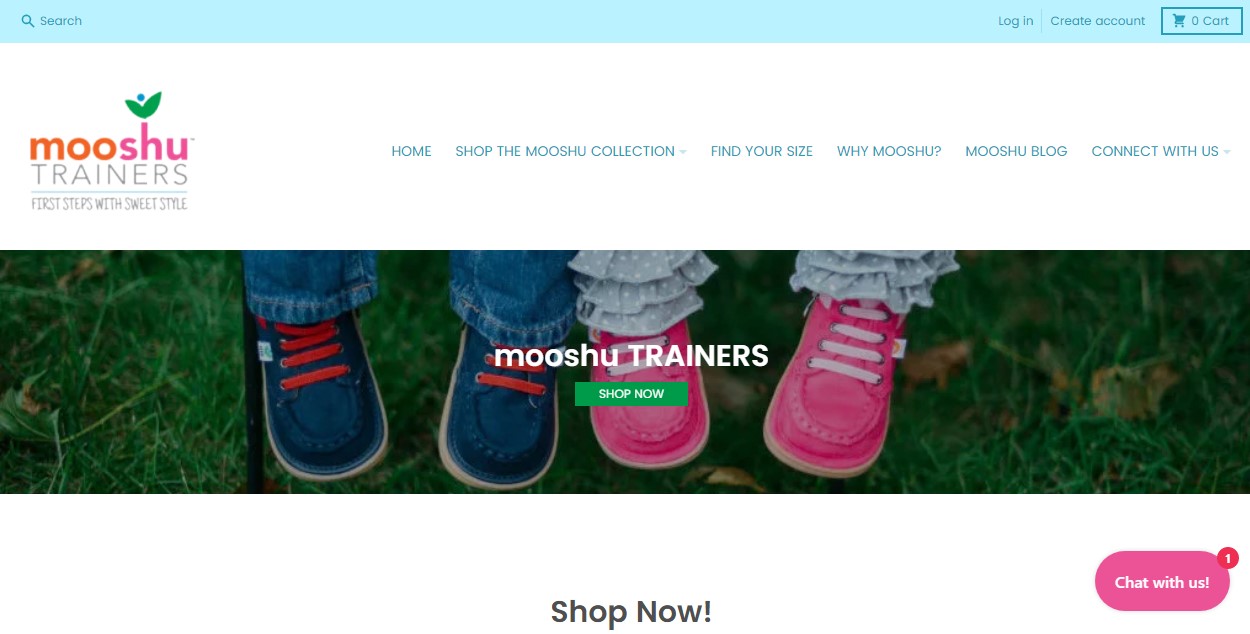 Search
Log in
Create account
0 Cart
mooshu™
TRAINERS
FIRST STEPS WITH SWEET STYLE
HOME
SHOP THE MOOSHU COLLECTION
FIND YOUR SIZE
WHY MOOSHU?
MOOSHU BLOG
CONNECT WITH US
mooshu TRAINERS
SHOP NOW
1
Chat with us!
Shop Now!